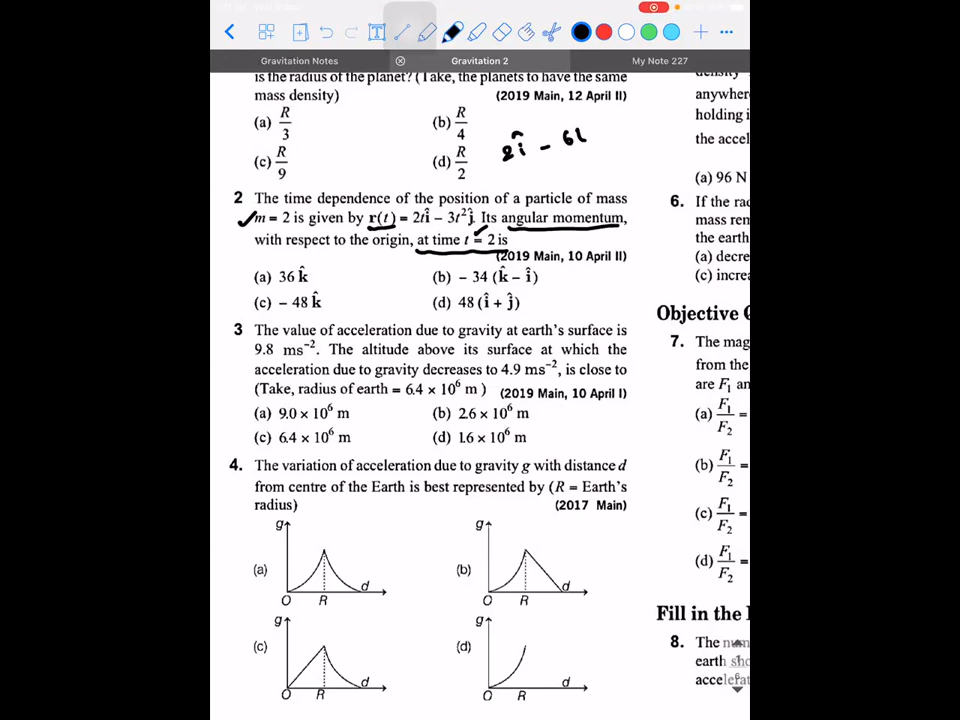 Gravitation Notes
Gravitation 2
My Note 227
is the radius of the planet? (Take, the planets to have the same
mass density) (2019 Main, 12 April II)
(a) R/3 (b) R/4
(c) R/9 (d) R/2
2î - 6t
2 The time dependence of the position of a particle of mass
m = 2 is given by r(t) = 2tî − 3t²ĵ. Its angular momentum,
with respect to the origin, at time t = 2 is
(2019 Main, 10 April II)
(a) 36 k̂ (b) − 34 (k̂ − î)
(c) − 48 k̂ (d) 48 (î + ĵ)
3 The value of acceleration due to gravity at earth's surface is
9.8 ms⁻². The altitude above its surface at which the
acceleration due to gravity decreases to 4.9 ms⁻², is close to
(Take, radius of earth = 6.4 × 10⁶ m ) (2019 Main, 10 April I)
(a) 9.0 × 10⁶ m (b) 2.6 × 10⁶ m
(c) 6.4 × 10⁶ m (d) 1.6 × 10⁶ m
4. The variation of acceleration due to gravity g with distance d
from centre of the Earth is best represented by (R = Earth's
radius) (2017 Main)
(a) g O R d
(b) g O R d
(c) g O R d
(d) g O R d
anywhere
holding i
the accel
(a) 96 N
6. If the rad
mass rem
the earth
(a) decre
(c) increa
Objective Q
7. The mag
from the
are F₁ an
(a) F₁/F₂ =
(b) F₁/F₂ =
(c) F₁/F₂ =
(d) F₁/F₂ =
Fill in the
8. The num
earth sho
accelerat